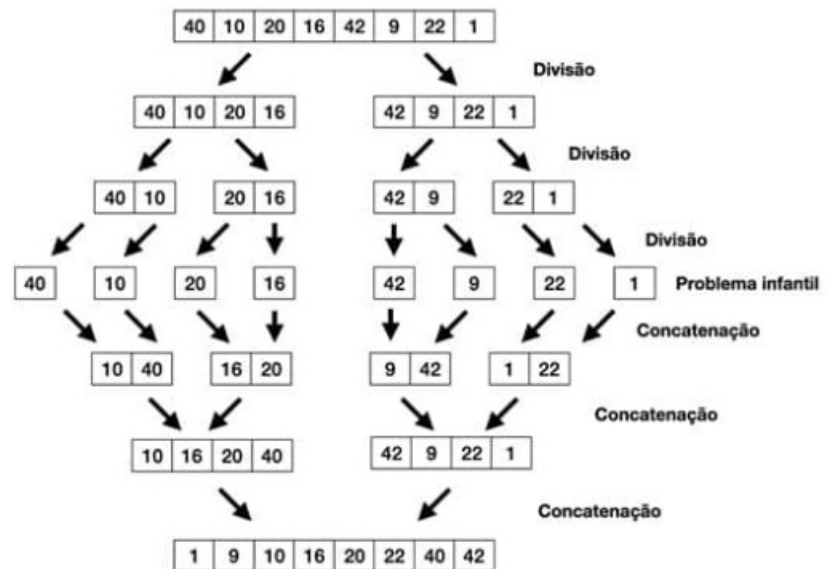 40 10 20 16 42 9 22 1
Divisão
40 10 20 16 42 9 22 1
Divisão
40 10 20 16 42 9 22 1
Divisão
40 10 20 16 42 9 22 1 Problema infantil
Concatenação
10 40 16 20 9 42 1 22
Concatenação
10 16 20 40 42 9 22 1
Concatenação
1 9 10 16 20 22 40 42